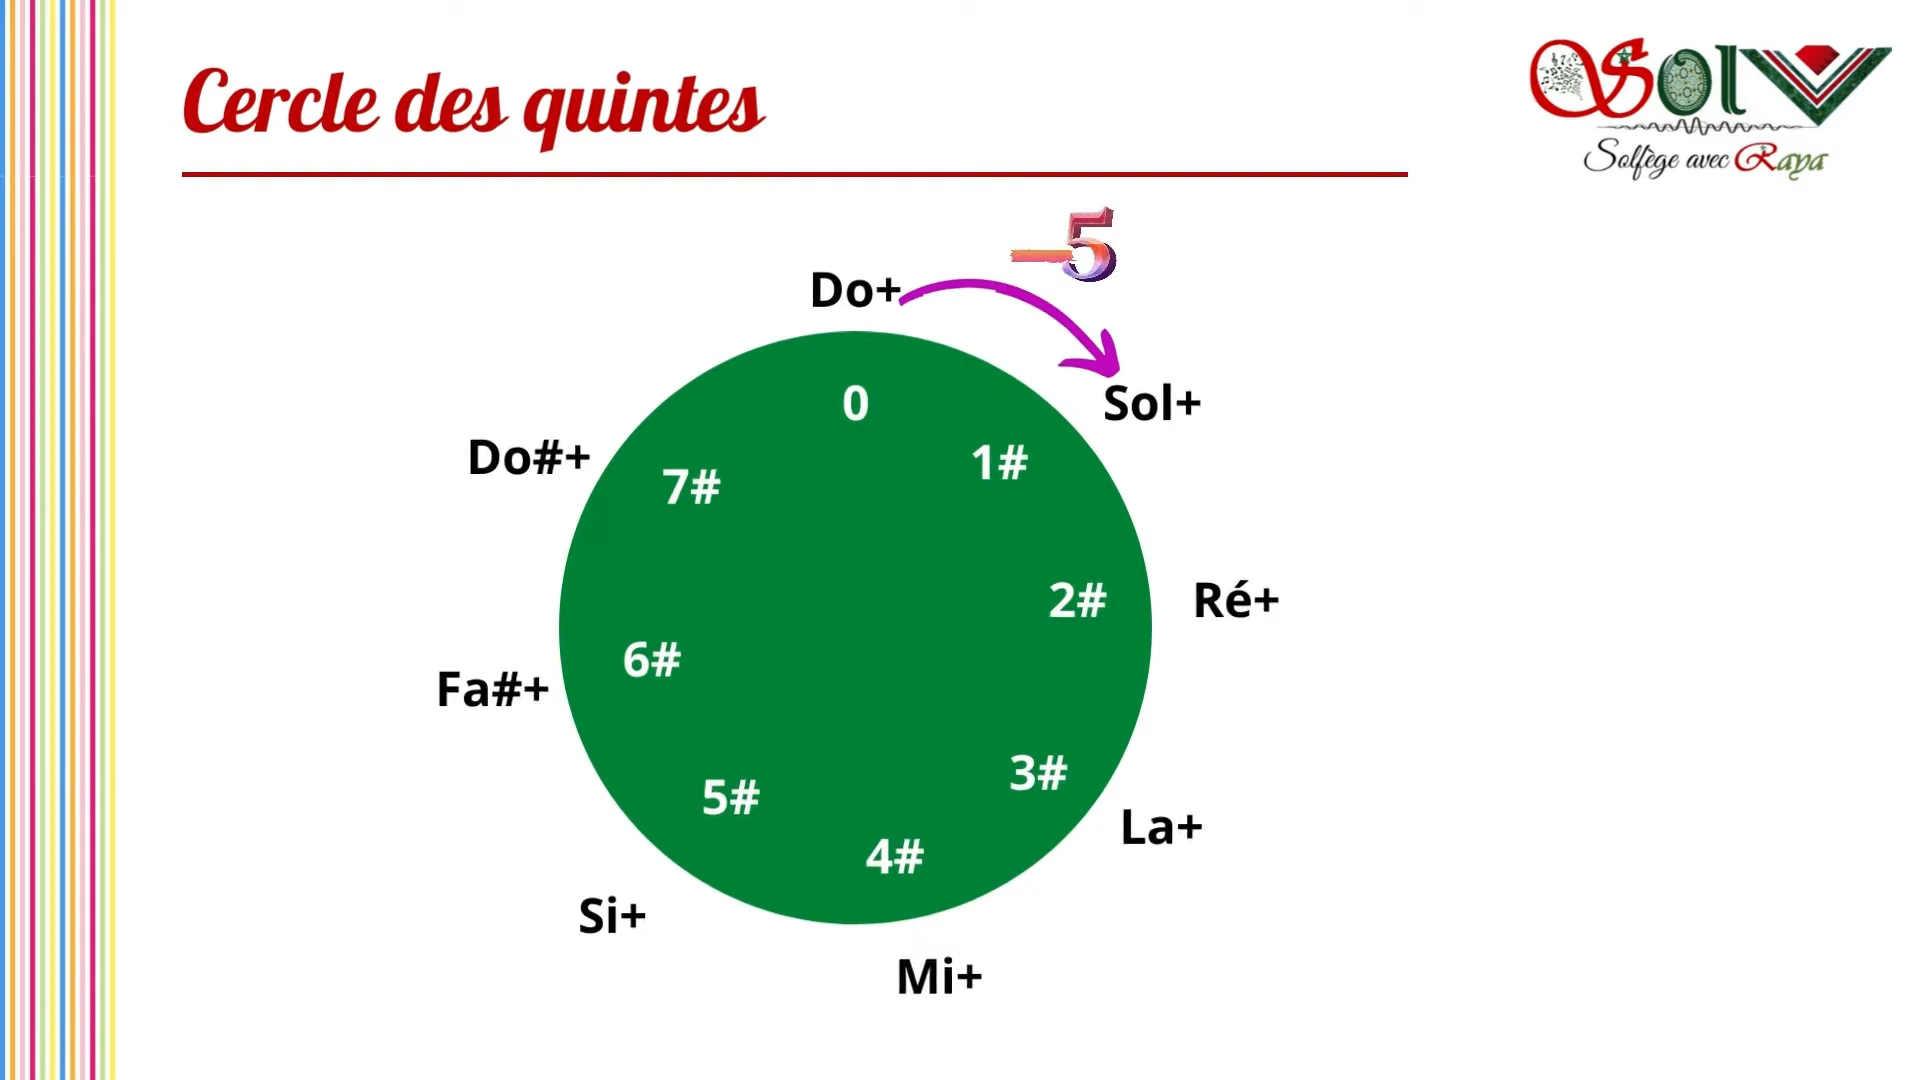 Cercle des quintes
SolV
Solfège avec Raya
–5
Do+
Sol+
0
1#
Do#+
7#
2#
Ré+
6#
Fa#+
3#
5#
La+
4#
Si+
Mi+